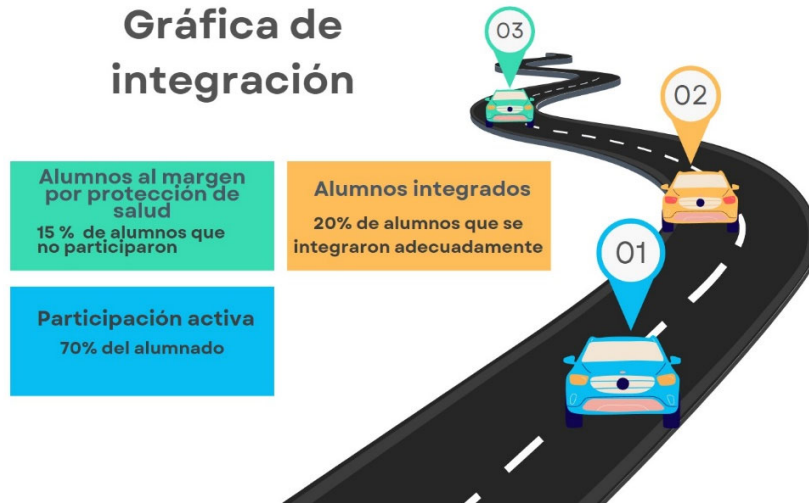 Gráfica de
integración
Alumnos al margen
por protección de
salud
15 % de alumnos que
no participaron
Alumnos integrados
20% de alumnos que se
integraron adecuadamente
Participación activa
70% del alumnado
03
02
01